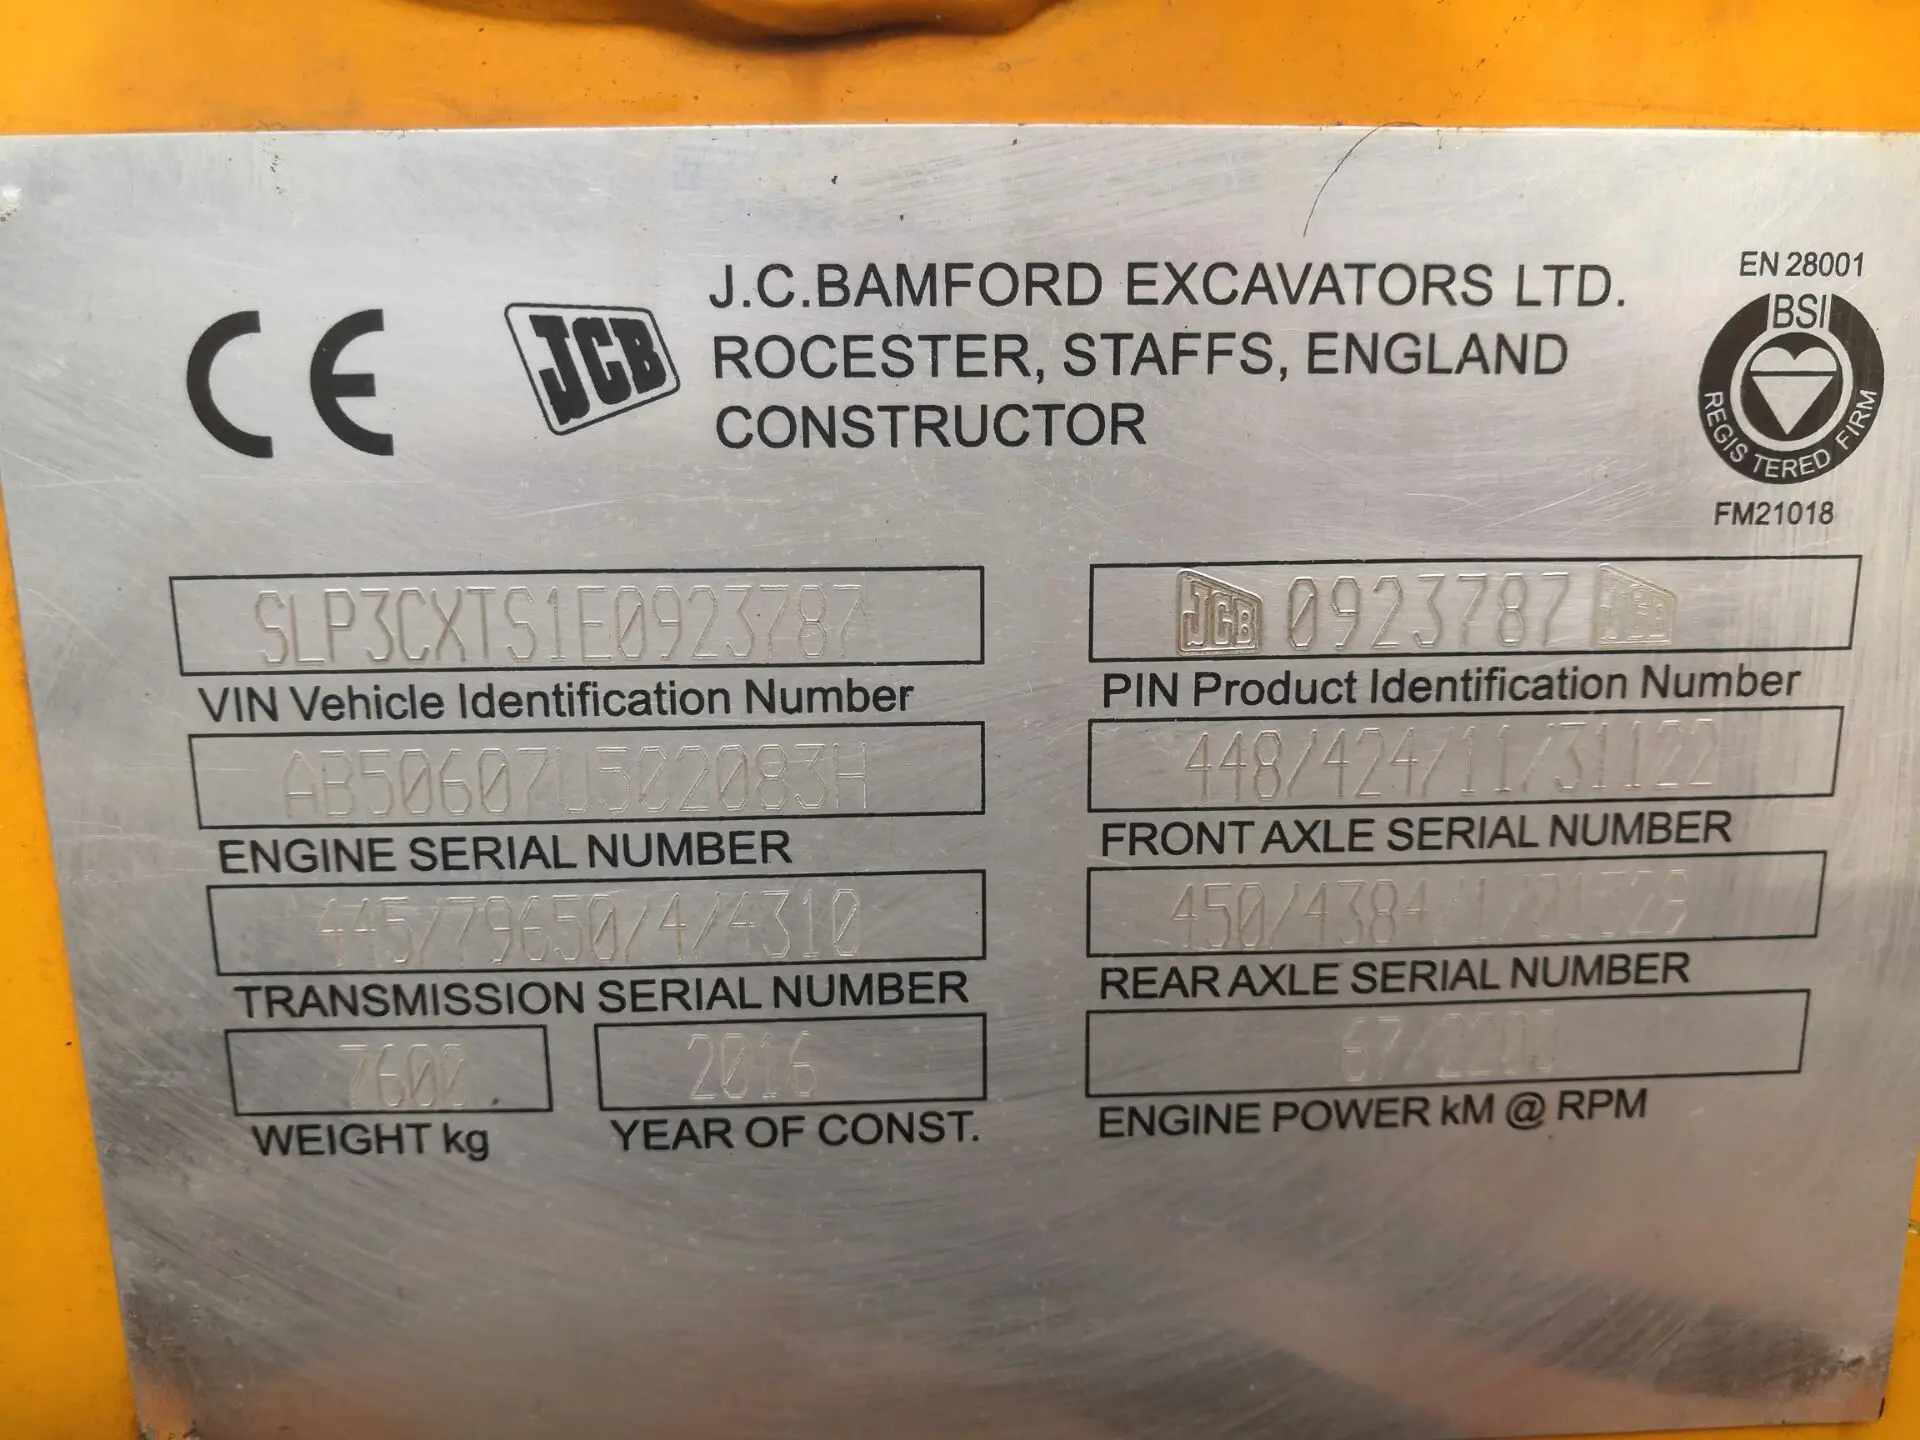 CE
JCB
J.C.BAMFORD EXCAVATORS LTD.
ROCESTER, STAFFS, ENGLAND
CONSTRUCTOR
EN 28001
BSI
REGISTERED FIRM
FM21018
SLP3CXTS1E0923787
VIN Vehicle Identification Number
JCB 0923787 JCB
PIN Product Identification Number
AB50607U502083H
ENGINE SERIAL NUMBER
448/424/11/31122
FRONT AXLE SERIAL NUMBER
445/79650/4/4310
TRANSMISSION SERIAL NUMBER
REAR AXLE SERIAL NUMBER
7600
WEIGHT kg
2016
YEAR OF CONST.
67/2200
ENGINE POWER kM @ RPM